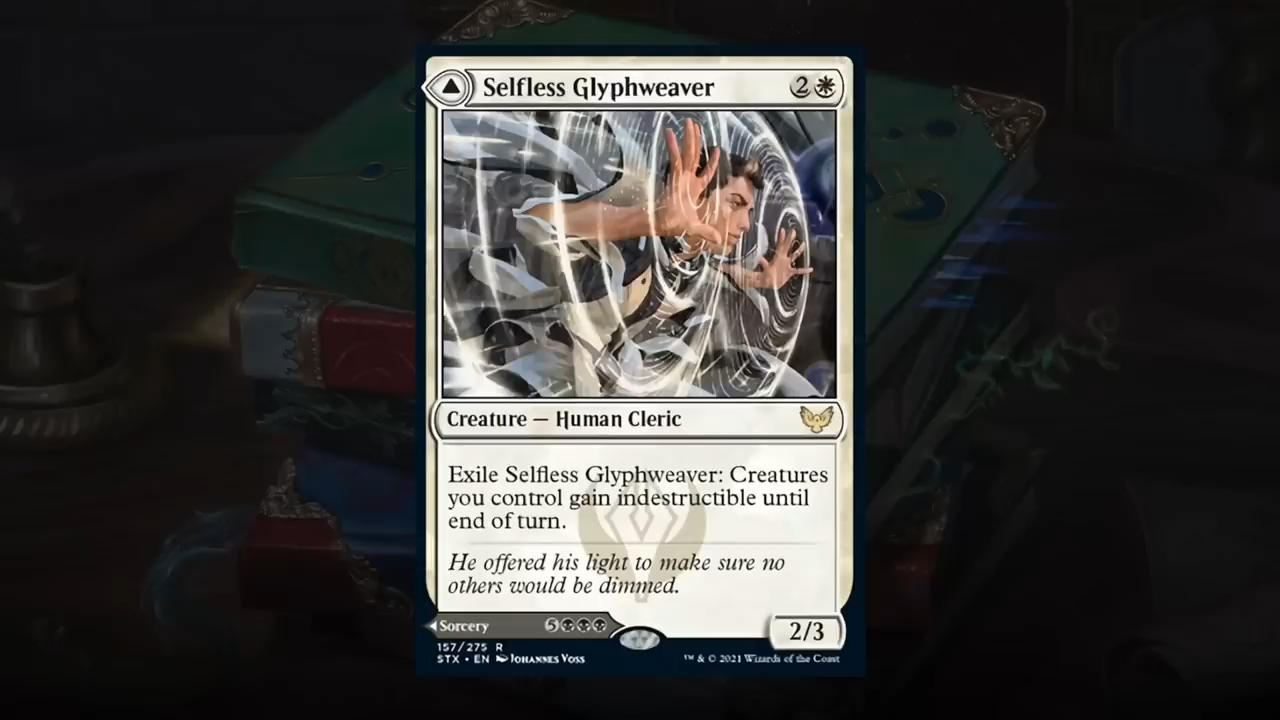 Selfless Glyphweaver 2
Creature — Human Cleric
Exile Selfless Glyphweaver: Creatures
you control gain indestructible until
end of turn.
He offered his light to make sure no
others would be dimmed.
Sorcery 5
2/3
157/275 R
STX • EN Johannes Voss
™ & © 2021 Wizards of the Coast